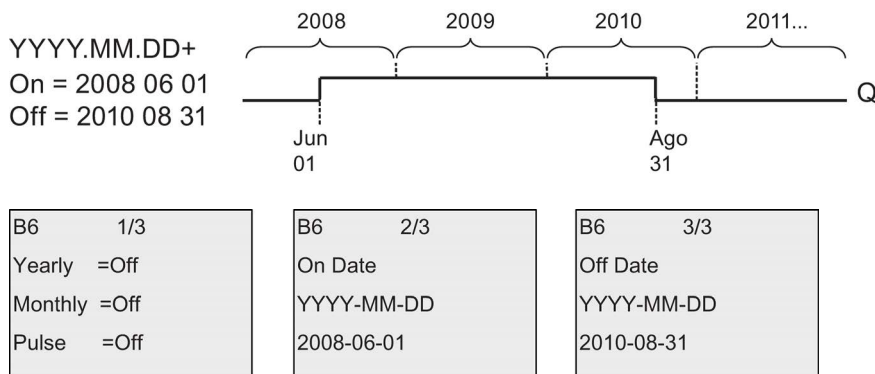 2008 2009 2010 2011...
YYYY.MM.DD+
On = 2008 06 01
Off = 2010 08 31
Q
Jun
01
Ago
31
B6 1/3
Yearly =Off
Monthly =Off
Pulse =Off
B6 2/3
On Date
YYYY-MM-DD
2008-06-01
B6 3/3
Off Date
YYYY-MM-DD
2010-08-31